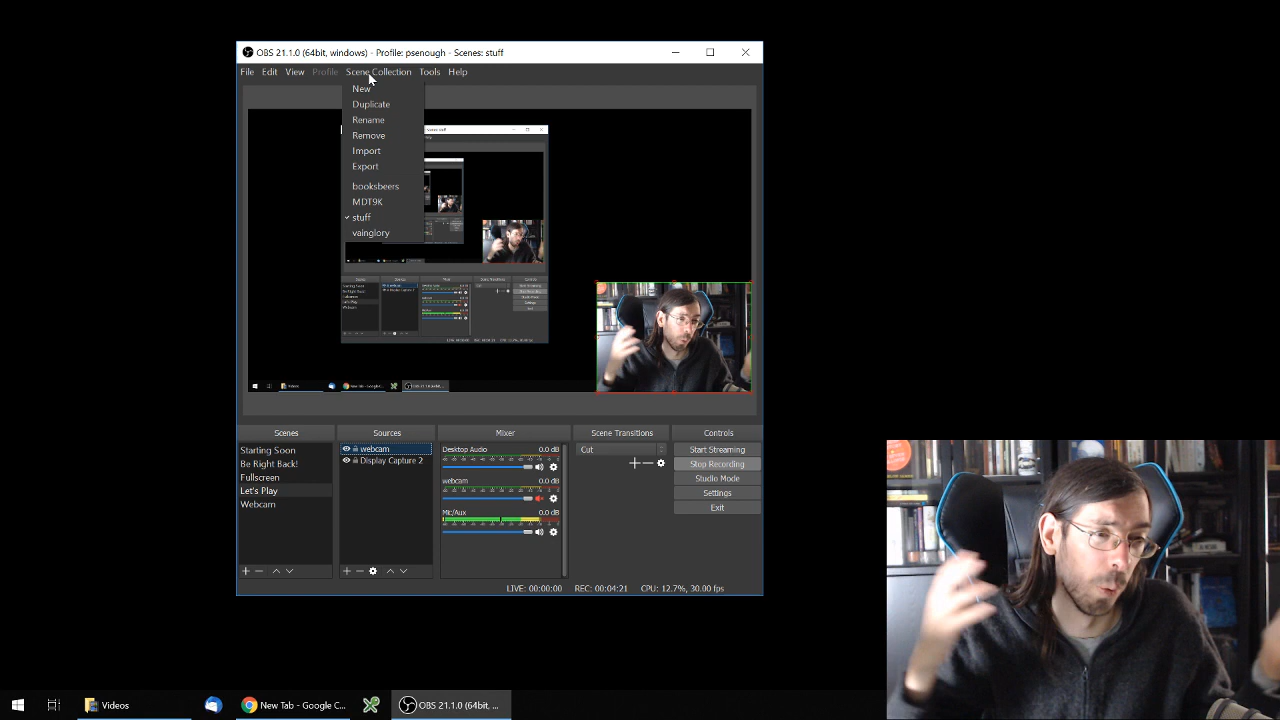 OBS 21.1.0 (64bit, windows) - Profile: psenough - Scenes: stuff
File Edit View Profile Scene Collection Tools Help
New
Duplicate
Rename
Remove
Import
Export
booksbeers
MDT9K
stuff
vainglory
Scenes
Starting Soon
Be Right Back!
Fullscreen
Let's Play
Webcam
Sources
webcam
Display Capture 2
Mixer
Desktop Audio 0.0 dB
webcam 0.0 dB
Mic/Aux 0.0 dB
Scene Transitions
Cut
Controls
Start Streaming
Stop Recording
Studio Mode
Settings
Exit
LIVE: 00:00:00 REC: 00:04:21 CPU: 12.7%, 30.00 fps
Videos
New Tab - Google C...
OBS 21.1.0 (64bit, ...